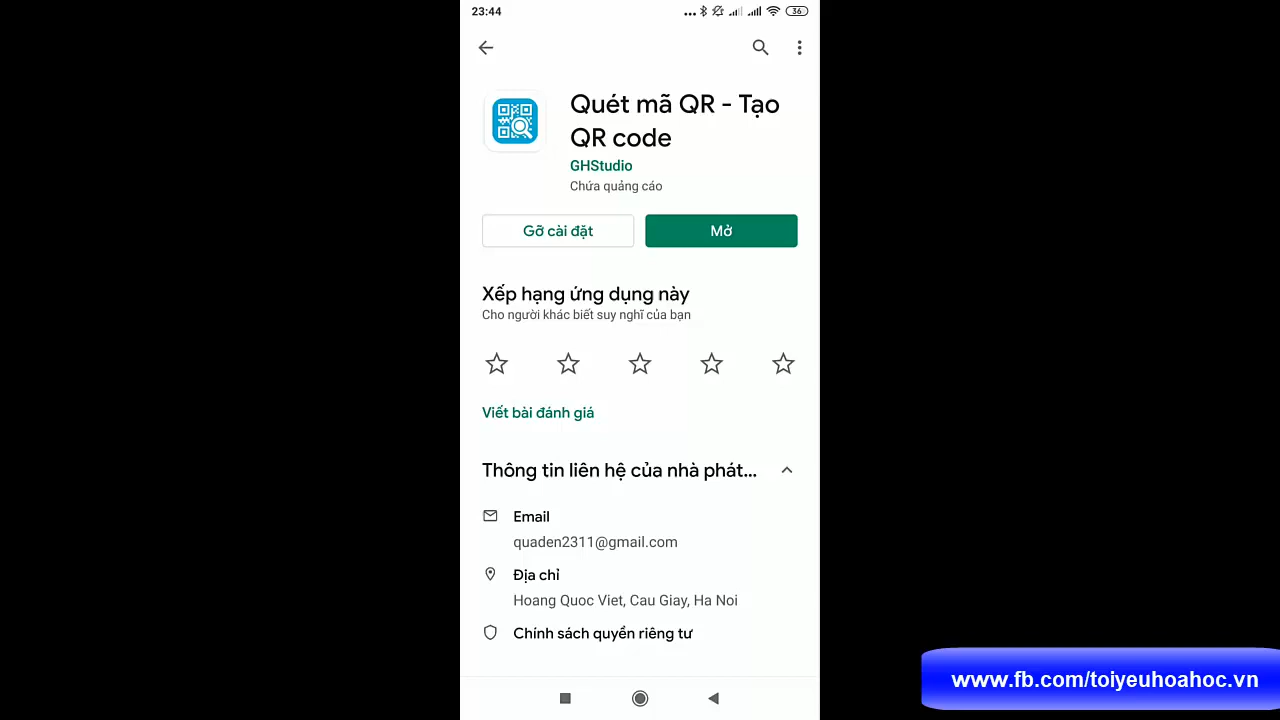 23:44
36
Quét mã QR - Tạo
QR code
GHStudio
Chứa quảng cáo
Gỡ cài đặt
Mở
Xếp hạng ứng dụng này
Cho người khác biết suy nghĩ của bạn
Viết bài đánh giá
Thông tin liên hệ của nhà phát...
Email
quaden2311@gmail.com
Địa chỉ
Hoang Quoc Viet, Cau Giay, Ha Noi
Chính sách quyền riêng tư
www.fb.com/toiyeuhoahoc.vn